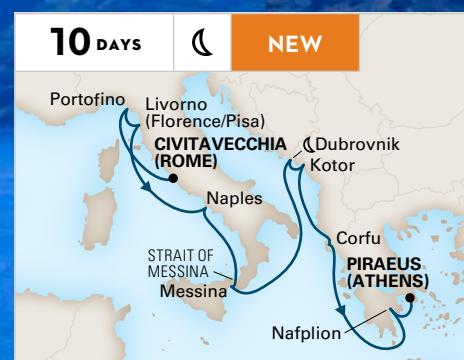 10 DAYS
NEW
Portofino
Livorno
(Florence/Pisa)
CIVITAVECCHIA
(ROME)
Dubrovnik
Kotor
Naples
Corfu
STRAIT OF
MESSINA
PIRAEUS
(ATHENS)
Messina
Nafplion